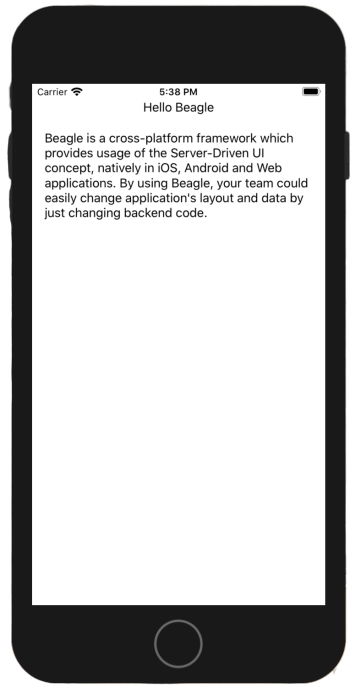 Carrier 5:38 PM
Hello Beagle
Beagle is a cross-platform framework which
provides usage of the Server-Driven UI
concept, natively in iOS, Android and Web
applications. By using Beagle, your team could
easily change application's layout and data by
just changing backend code.